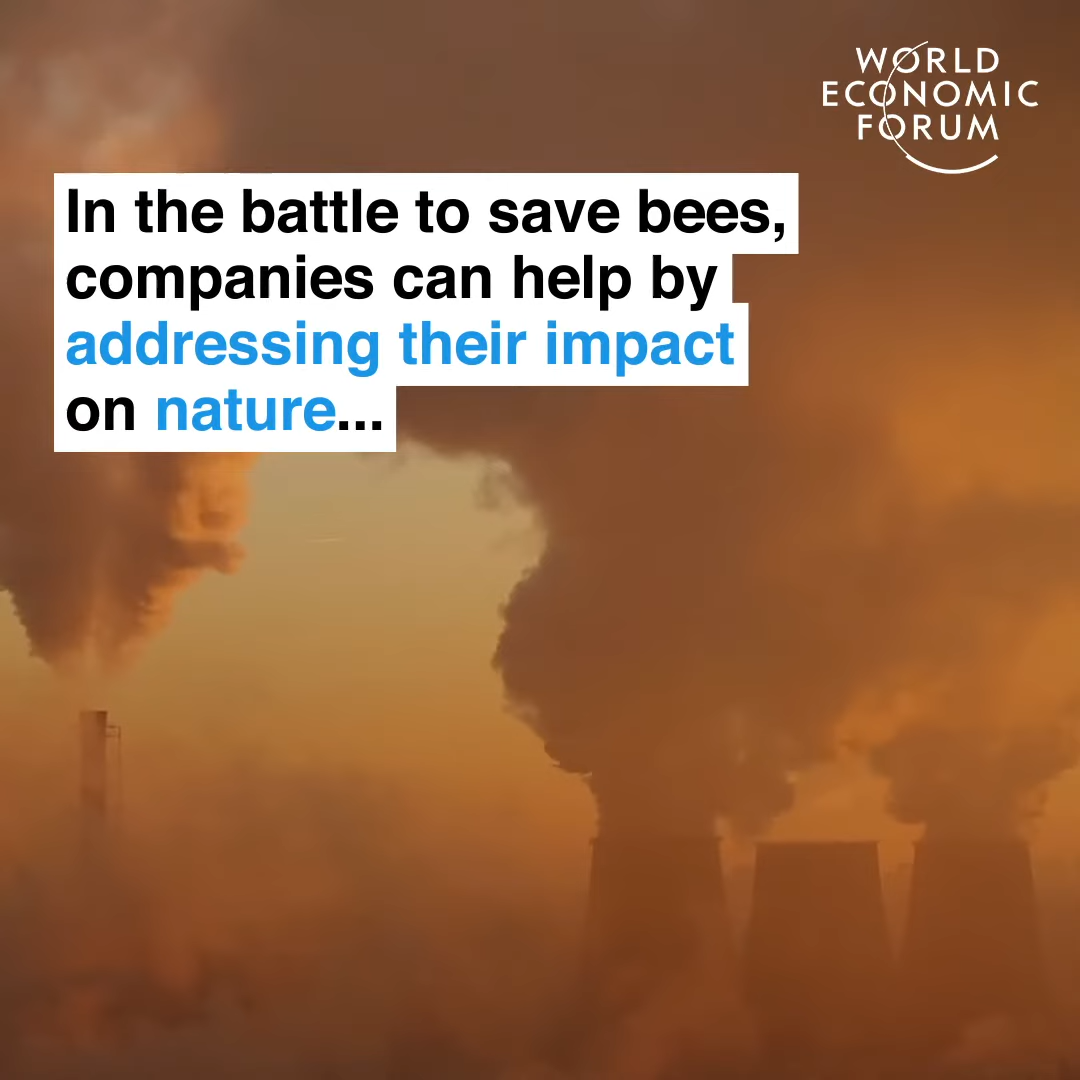 WORLD
ECONOMIC
FORUM
In the battle to save bees,
companies can help by
addressing their impact
on nature...